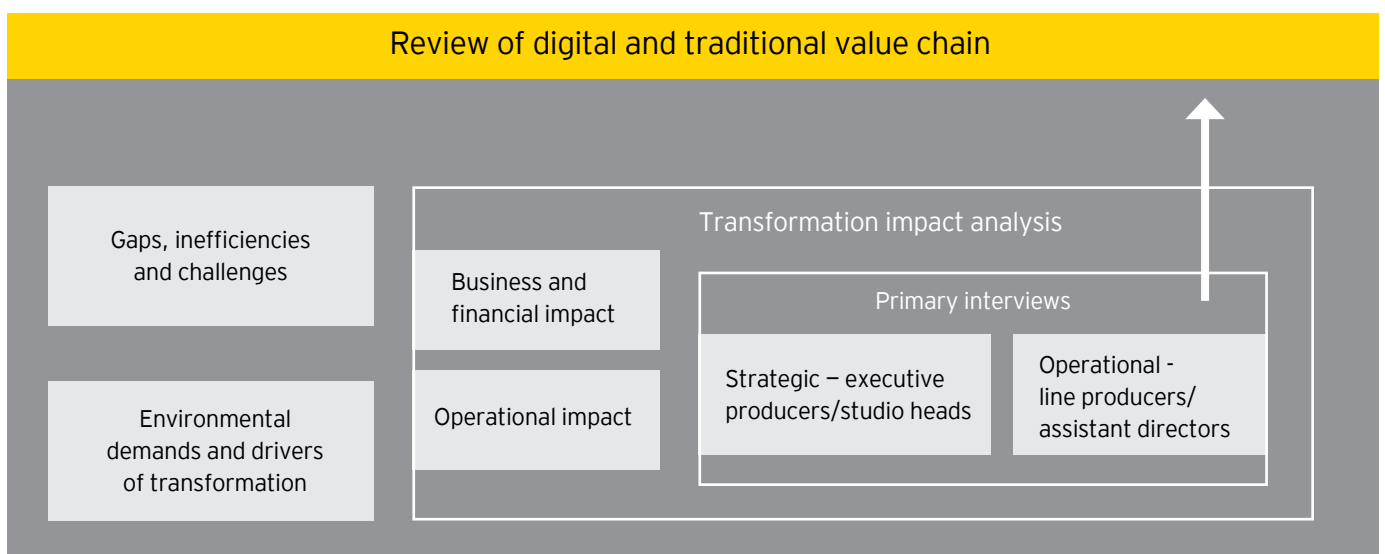 Review of digital and traditional value chain
Gaps, inefficiencies
and challenges
Environmental
demands and drivers
of transformation
Transformation impact analysis
Business and
financial impact
Operational impact
Primary interviews
Strategic – executive
producers/studio heads
Operational -
line producers/
assistant directors